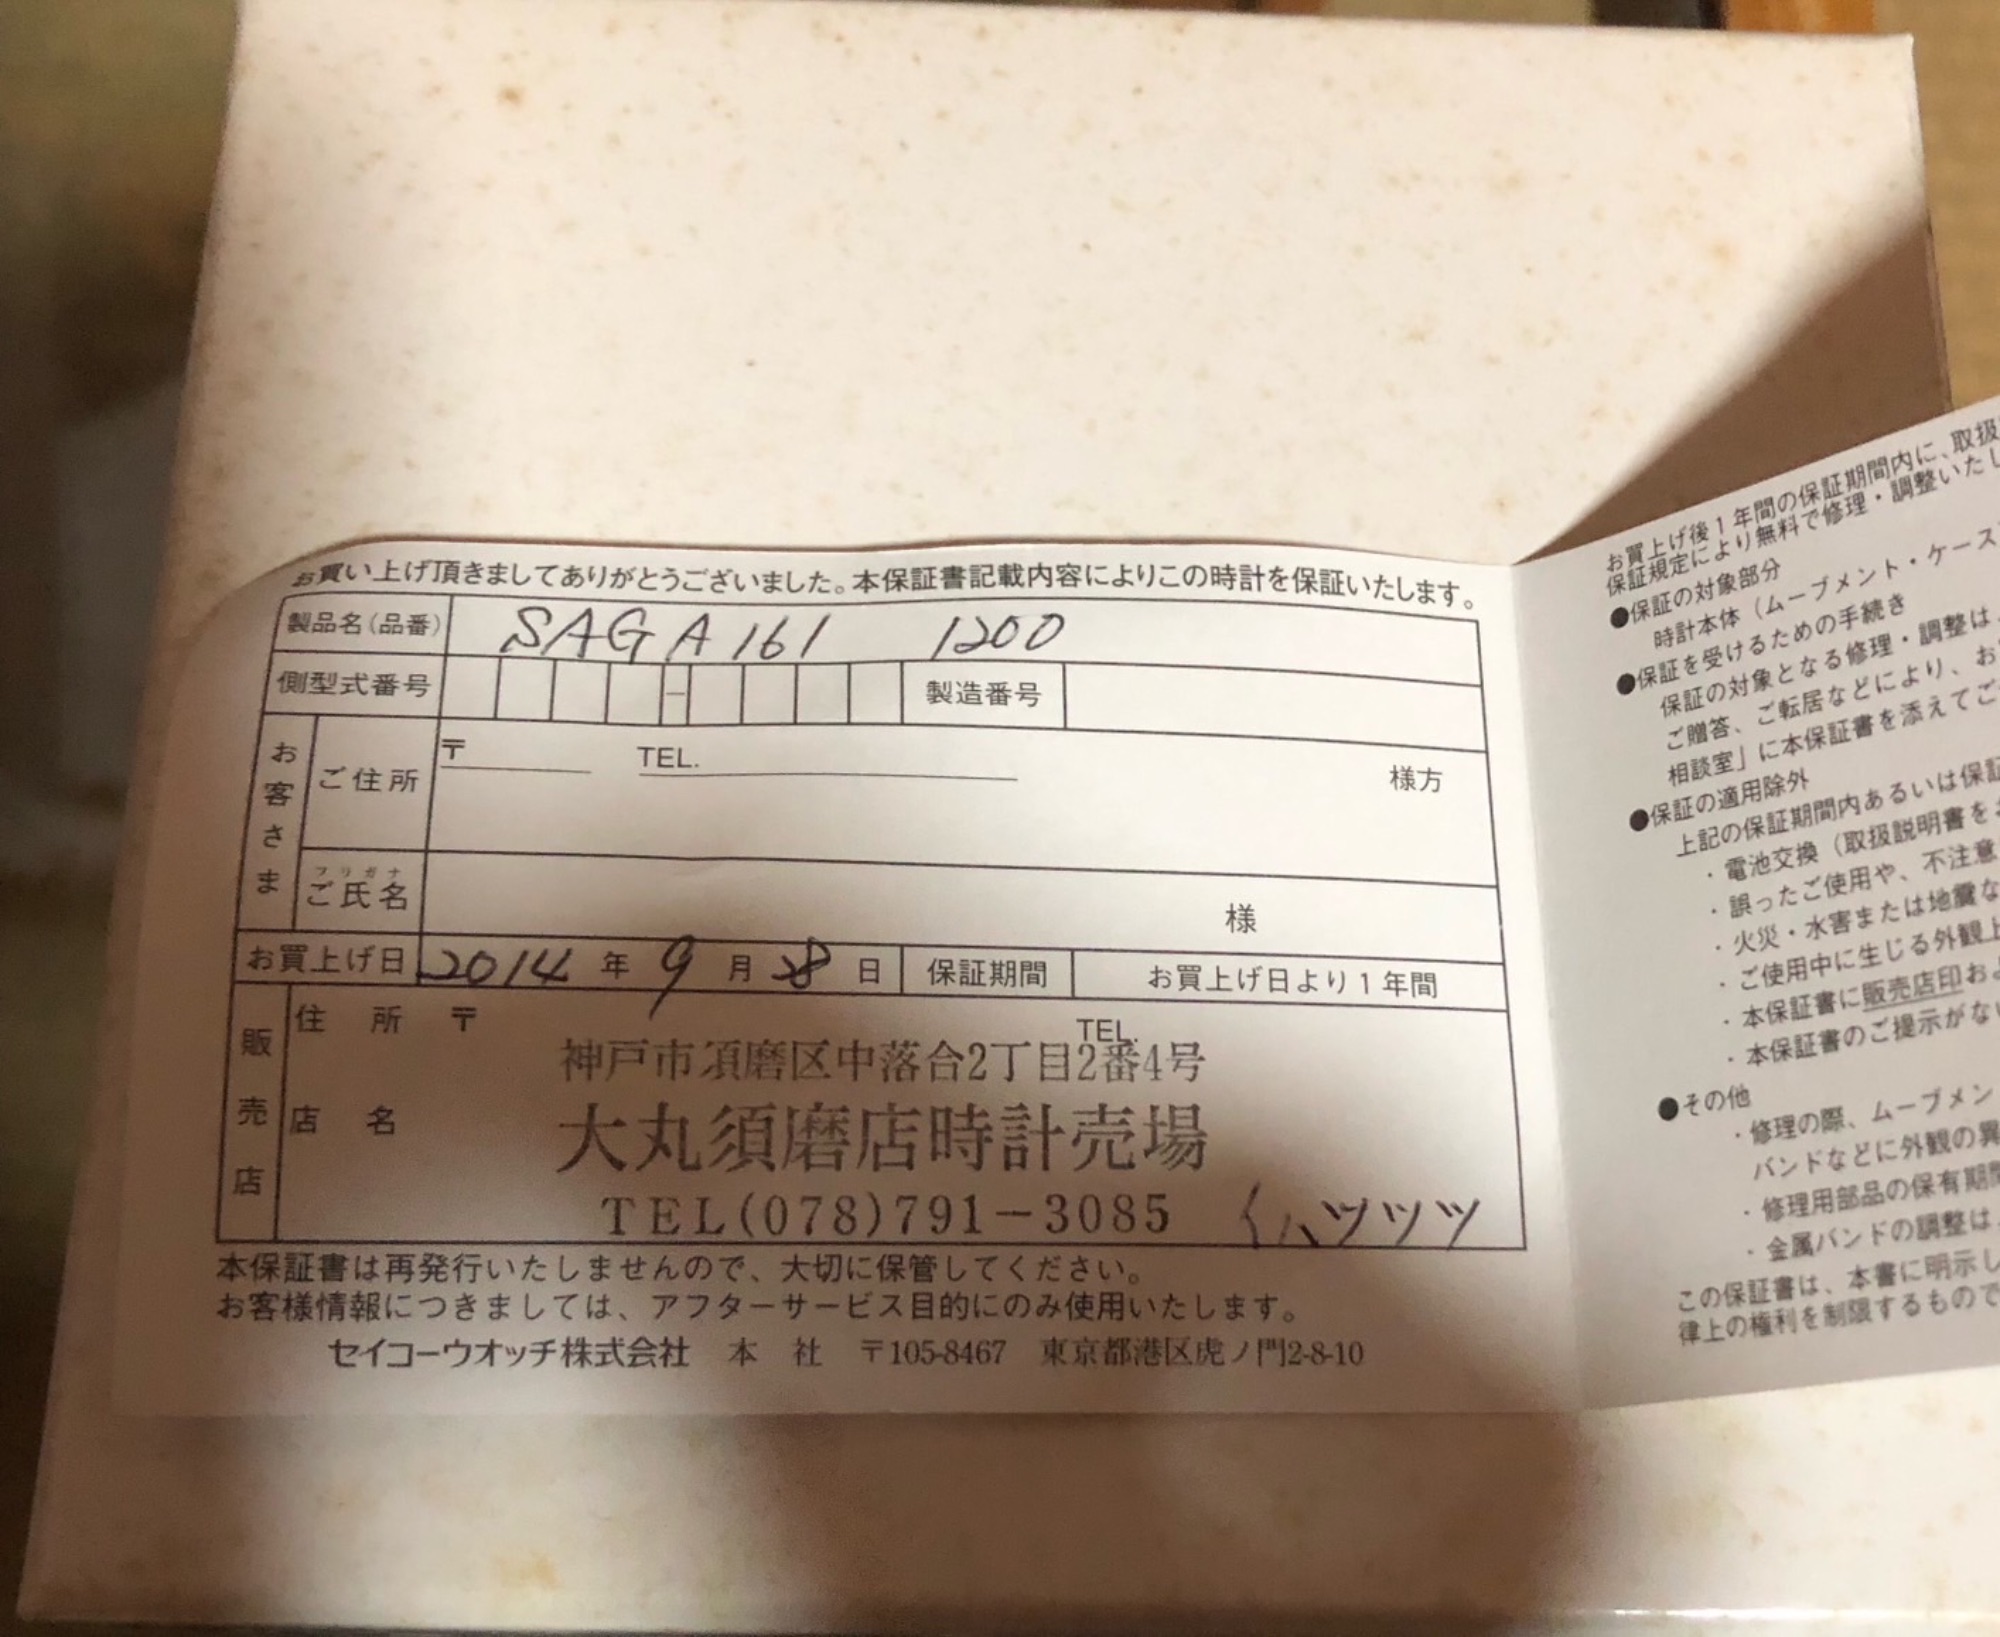 お買い上げ頂きましてありがとうございました。本保証書記載内容によりこの時計を保証いたします。
製品名(品番) SAGA161 1200
側型式番号 － 製造番号
お客さま
ご住所 〒 TEL. 様方
フリガナ
ご氏名 様
お買上げ日 2014年9月28日 保証期間 お買上げ日より1年間
販売店
住所 〒 TEL.
神戸市須磨区中落合2丁目2番4号
店名 大丸須磨店時計売場
TEL(078)791-3085
本保証書は再発行いたしませんので、大切に保管してください。
お客様情報につきましては、アフターサービス目的にのみ使用いたします。
セイコーウオッチ株式会社 本社 〒105-8467 東京都港区虎ノ門2-8-10
お買上げ後1年間の保証期間内に、取扱
保証規定により無料で修理・調整いたし
●保証の対象部分
時計本体（ムーブメント・ケース
●保証を受けるための手続き
保証の対象となる修理・調整は、
ご贈答、ご転居などにより、お
相談室」に本保証書を添えてご
●保証の適用除外
上記の保証期間内あるいは保証
・電池交換（取扱説明書を
・誤ったご使用や、不注意
・火災・水害または地震な
・ご使用中に生じる外観上
・本保証書に販売店印およ
・本保証書のご提示がな
●その他
・修理の際、ムーブメン
バンドなどに外観の異
・修理用部品の保有期間
・金属バンドの調整は、
この保証書は、本書に明示し
律上の権利を制限するもので